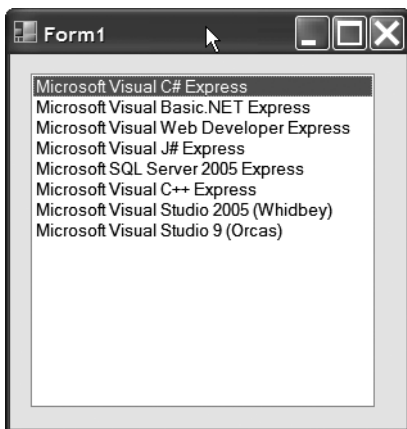 Form1
Microsoft Visual C# Express
Microsoft Visual Basic.NET Express
Microsoft Visual Web Developer Express
Microsoft Visual J# Express
Microsoft SQL Server 2005 Express
Microsoft Visual C++ Express
Microsoft Visual Studio 2005 (Whidbey)
Microsoft Visual Studio 9 (Orcas)